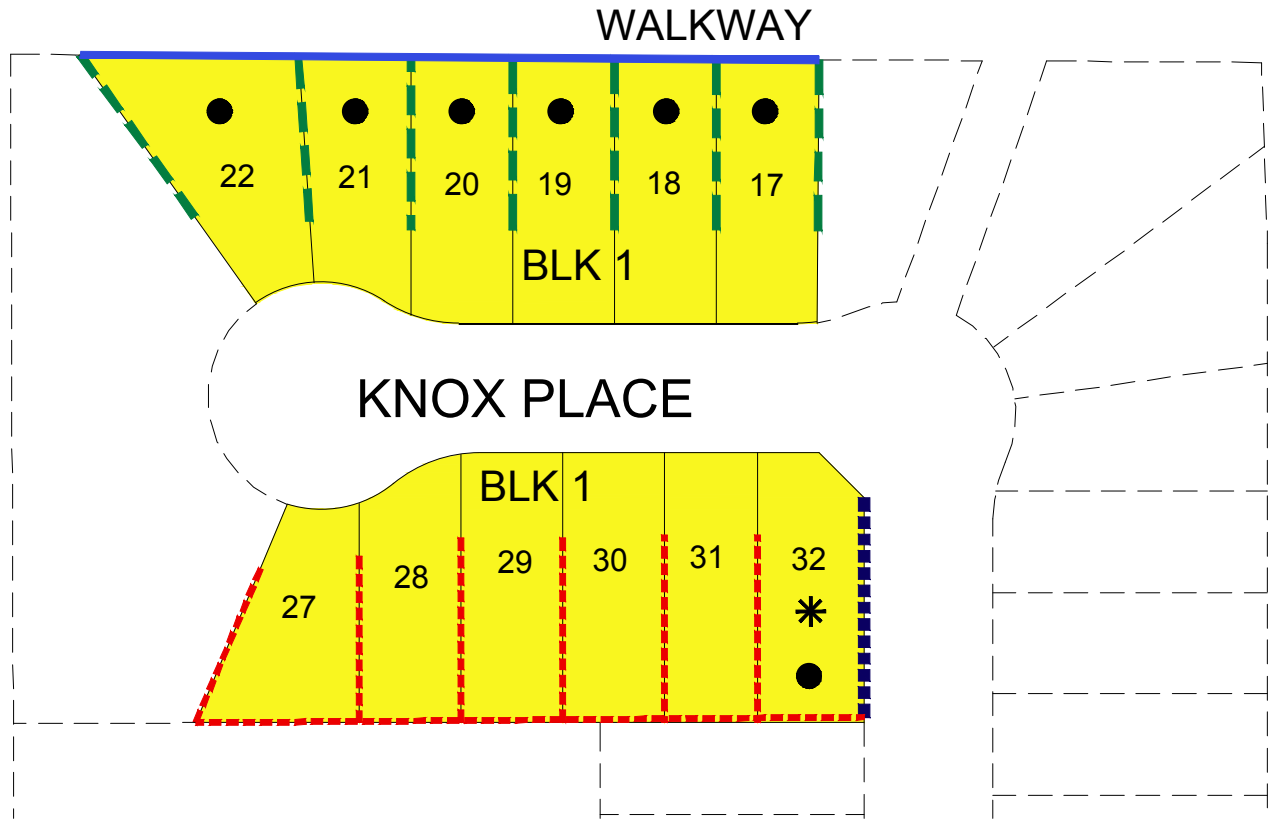 WALKWAY
22 21 20 19 18 17
BLK 1
KNOX PLACE
BLK 1
27 28 29 30 31 32